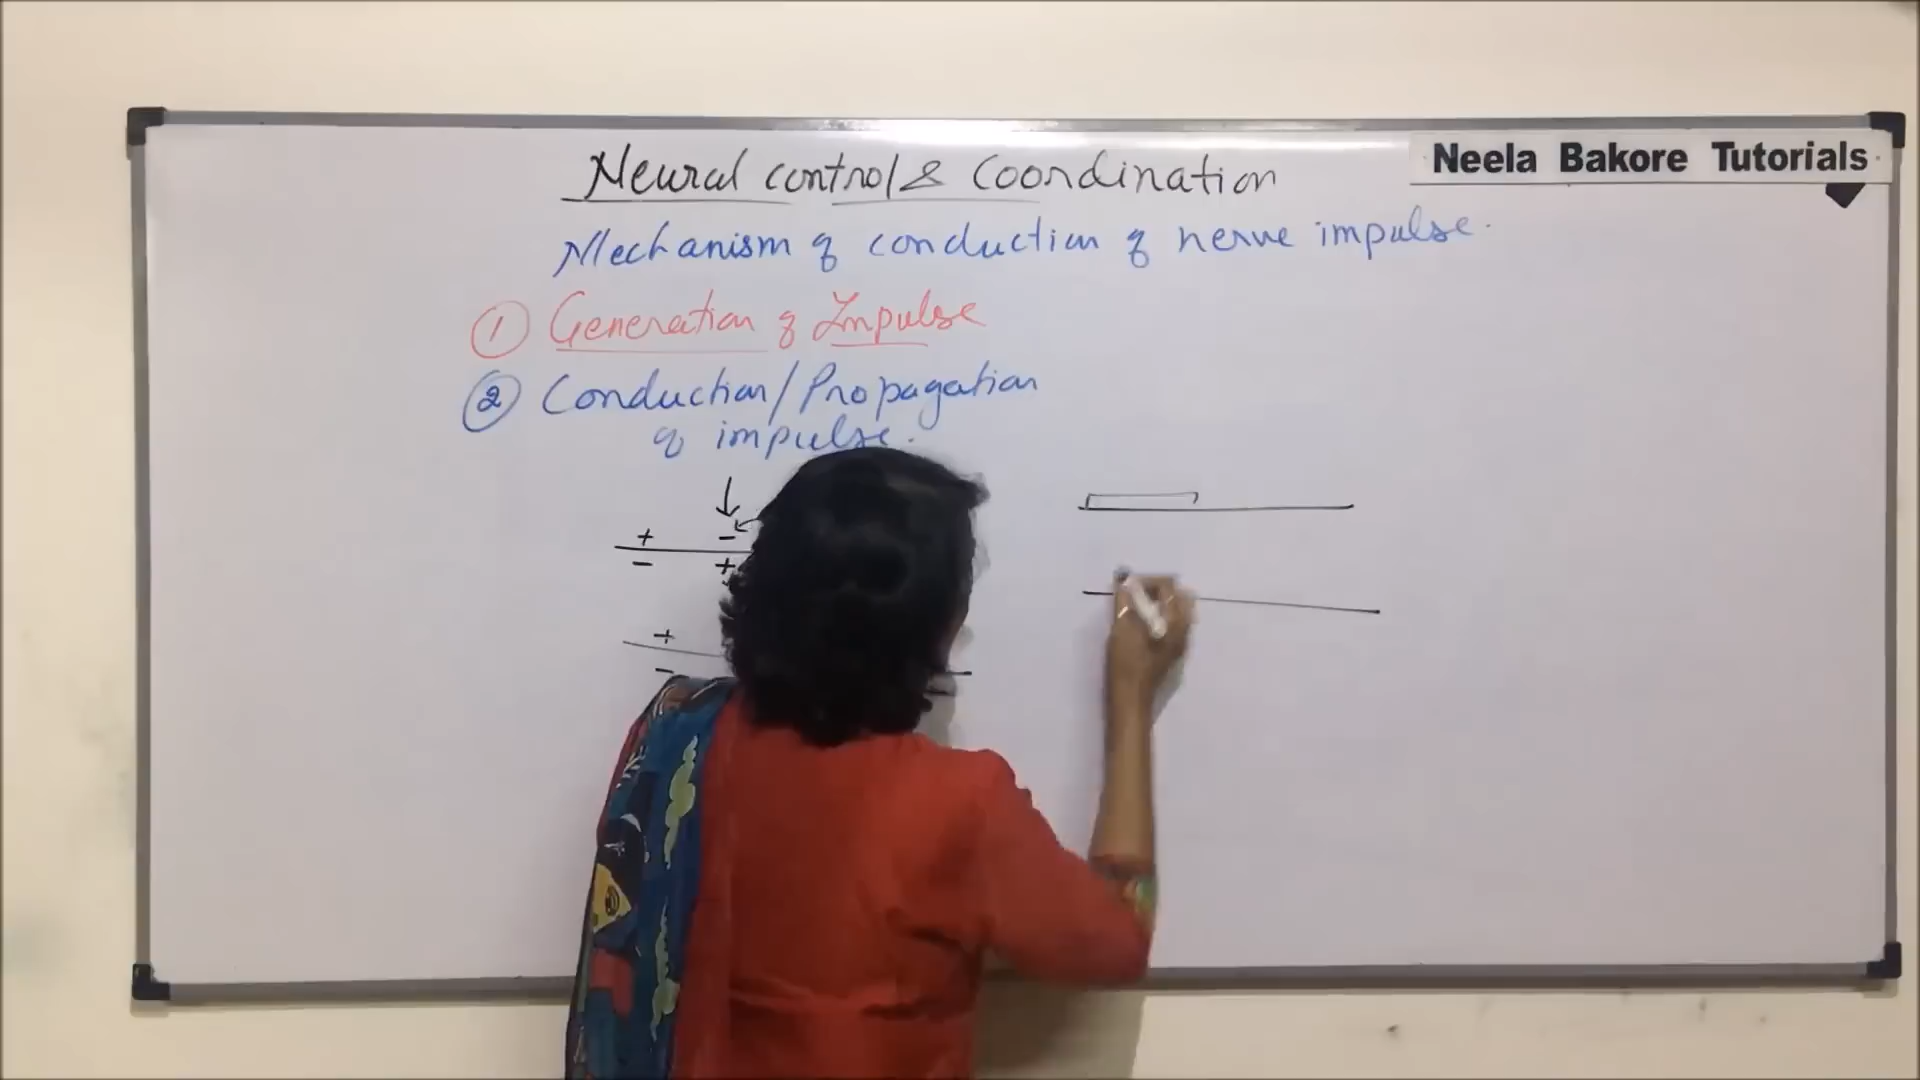 Neela Bakore Tutorials
Neural control & Coordination
Mechanism of conduction of nerve impulse.
① Generation of Impulse
② Conduction/Propagation
of impulse.
+ -
- +
+
-